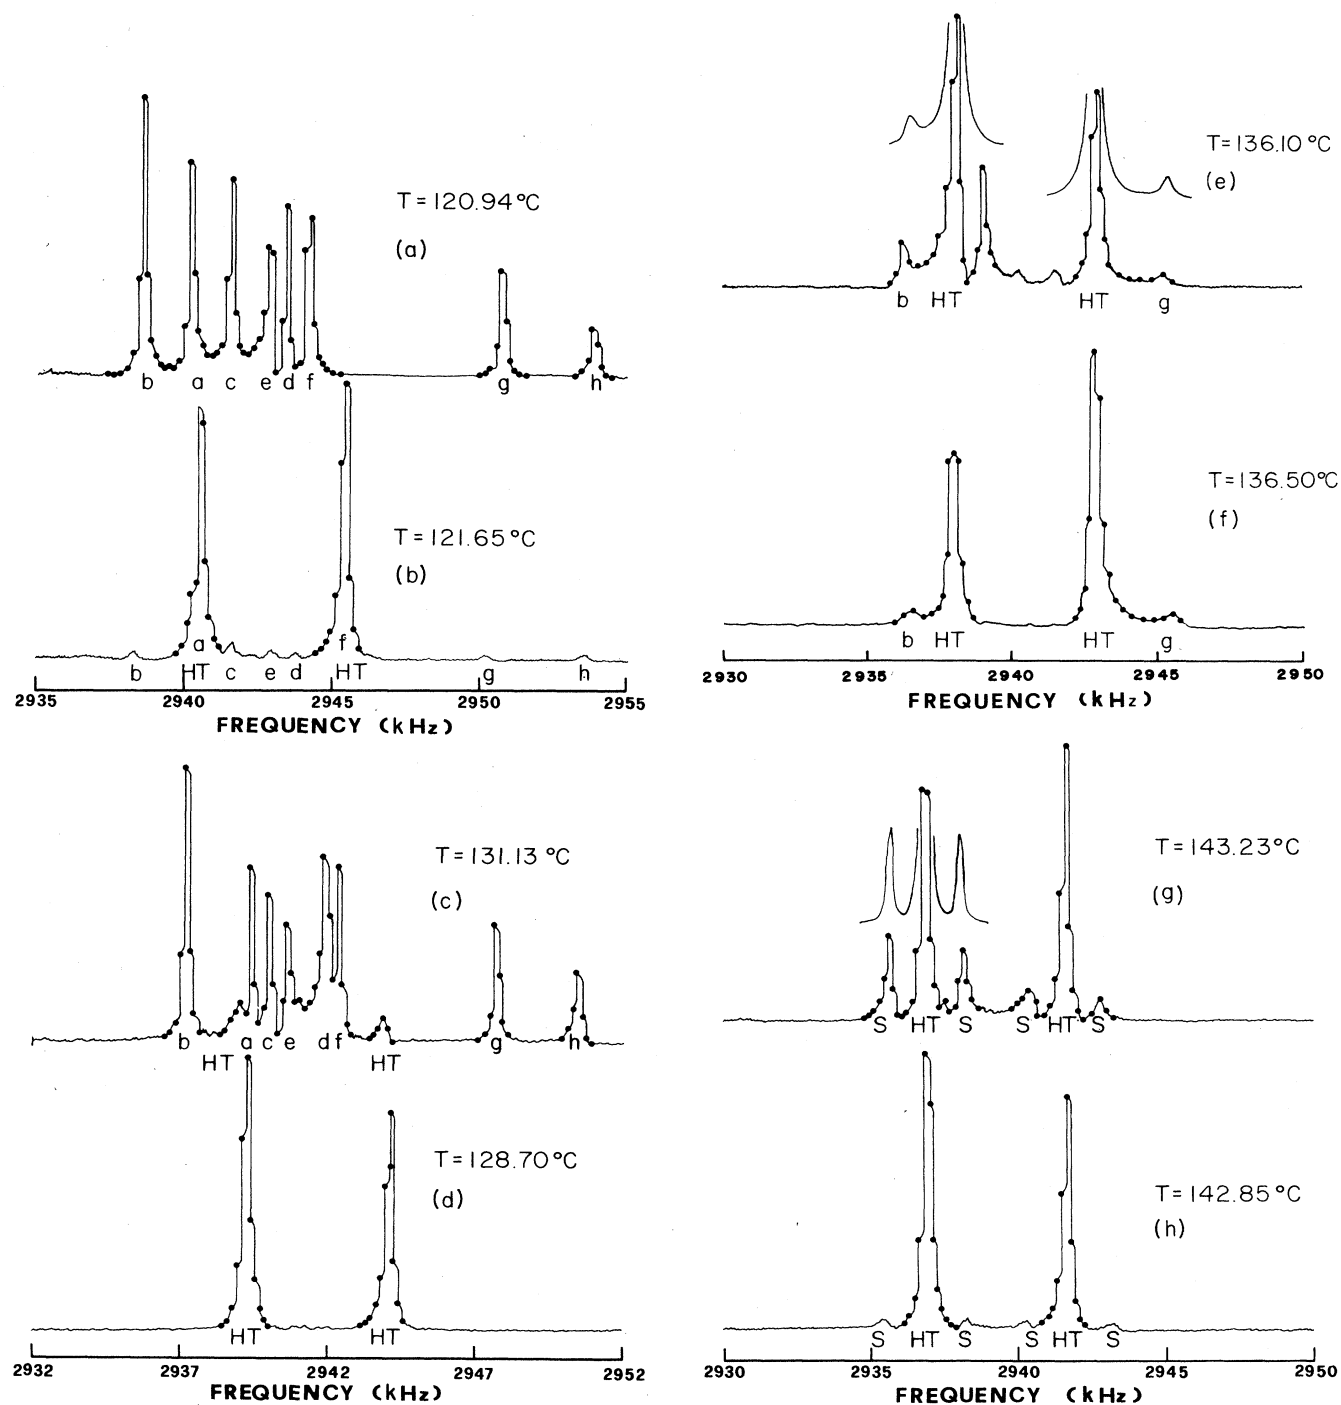 T = 120.94 °C
(a)
b a c e d f g h
T = 121.65 °C
(b)
a f
b HT c e d HT g h
2935 2940 2945 2950 2955
FREQUENCY (kHz)
T = 136.10 °C
(e)
b HT HT g
T = 136.50 °C
(f)
b HT HT g
2930 2935 2940 2945 2950
FREQUENCY (kHz)
T = 131.13 °C
(c)
b a c e d f g h
HT HT
T = 128.70 °C
(d)
HT HT
2932 2937 2942 2947 2952
FREQUENCY (kHz)
T = 143.23 °C
(g)
S HT S S HT S
T = 142.85 °C
(h)
S HT S S HT S
2930 2935 2940 2945 2950
FREQUENCY (kHz)